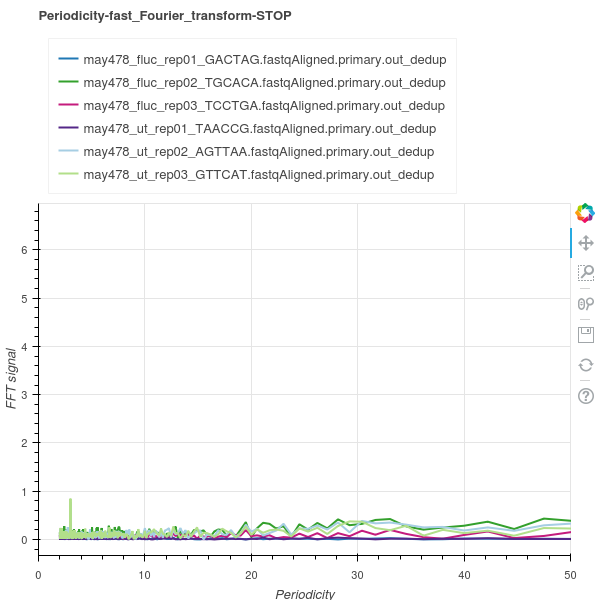 Periodicity-fast_Fourier_transform-STOP
may478_fluc_rep01_GACTAG.fastqAligned.primary.out_dedup
may478_fluc_rep02_TGCACA.fastqAligned.primary.out_dedup
may478_fluc_rep03_TCCTGA.fastqAligned.primary.out_dedup
may478_ut_rep01_TAACCG.fastqAligned.primary.out_dedup
may478_ut_rep02_AGTTAA.fastqAligned.primary.out_dedup
may478_ut_rep03_GTTCAT.fastqAligned.primary.out_dedup
6
5
4
3
2
1
0
FFT signal
0 10 20 30 40 50
Periodicity